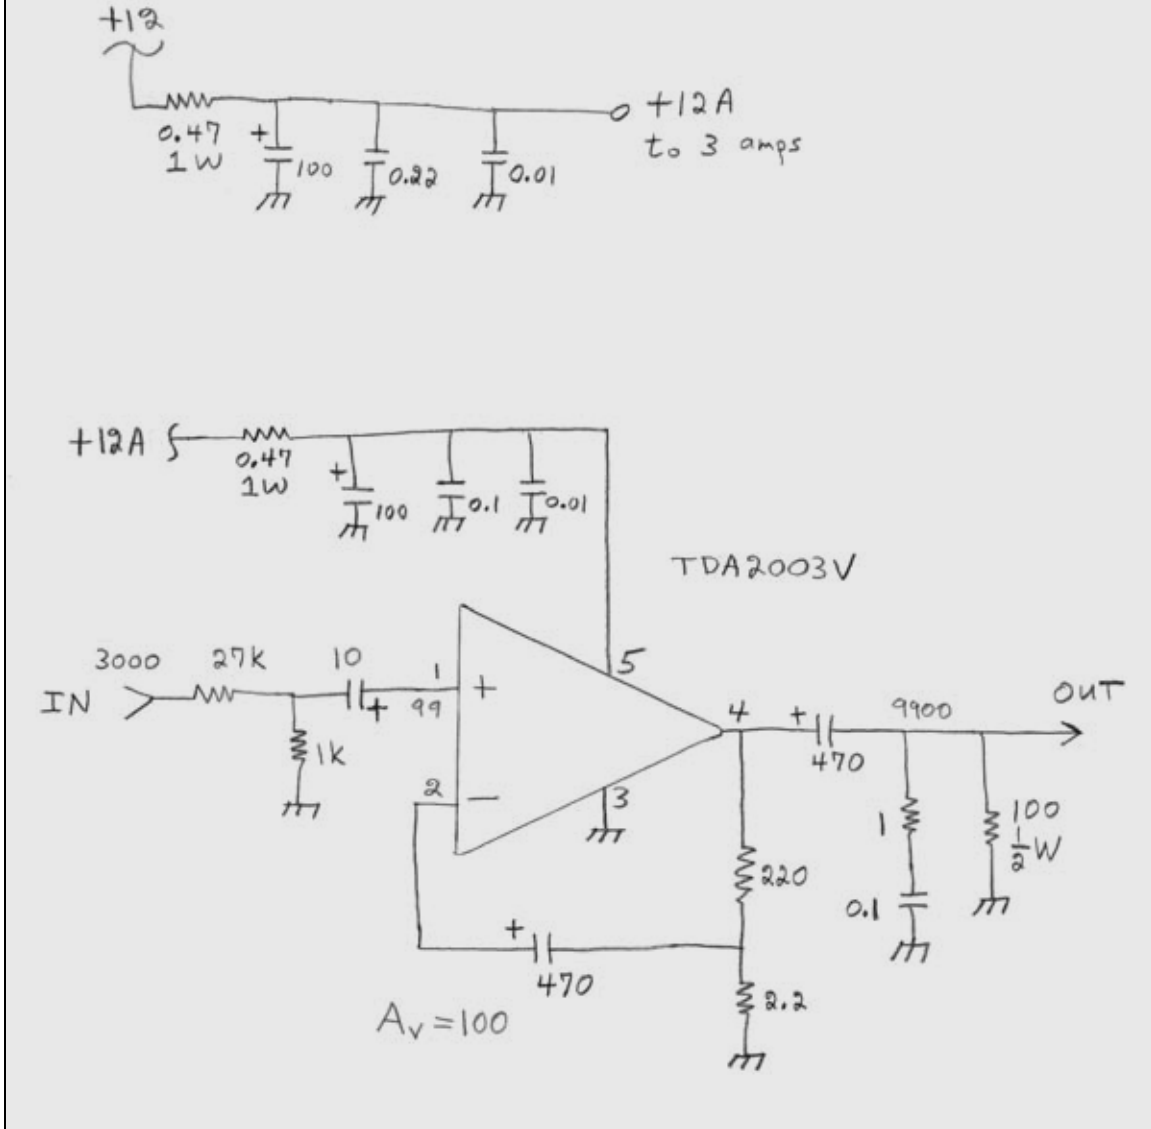 +12
0.47
1W
+
100
0.22
0.01
+12A
to 3 amps
+12A
0.47
1W
+
100
0.1
0.01
TDA2003V
IN
3000
27K
10
+
1K
1
99
+
2
−
5
3
4
+
470
9900
OUT
220
1
0.1
100
1/2 W
+
470
2.2
Av=100